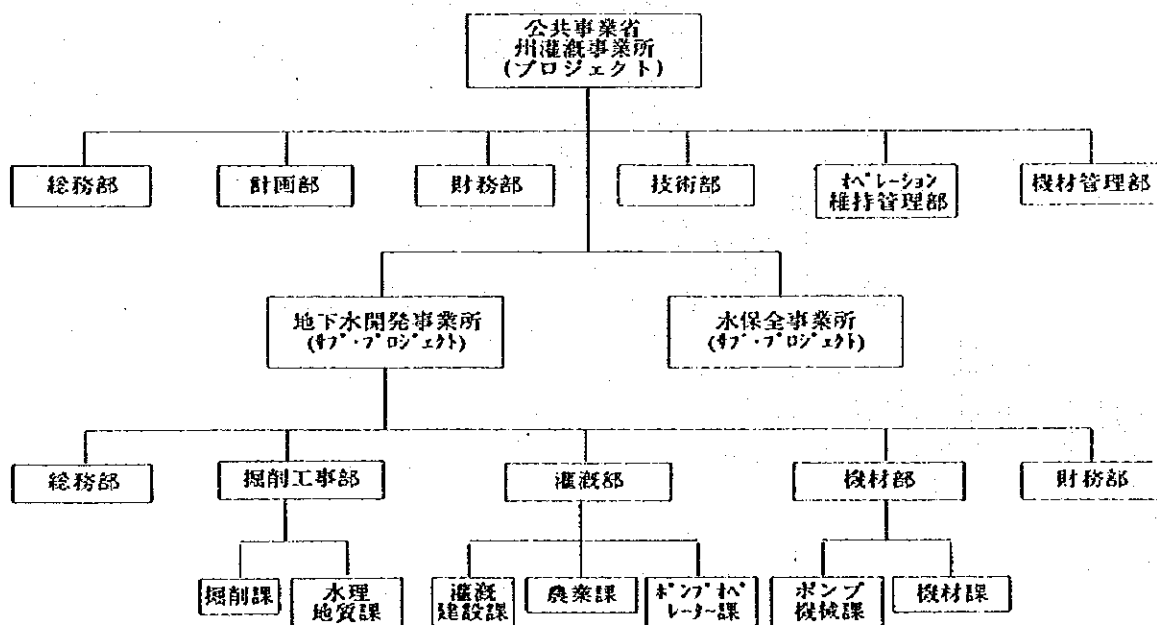 公共事業省
州灌漑事業所
(プロジェクト)
総務部
計画部
財務部
技術部
オペレーション
維持管理部
機材管理部
地下水開発事業所
(サブ・プロジェクト)
水保全事業所
(サブ・プロジェクト)
総務部
掘削工事部
灌漑部
機材部
財務部
掘削課
水理
地質課
灌漑
建設課
農業課
ポンプオペ
レーター課
ポンプ
機械課
機材課